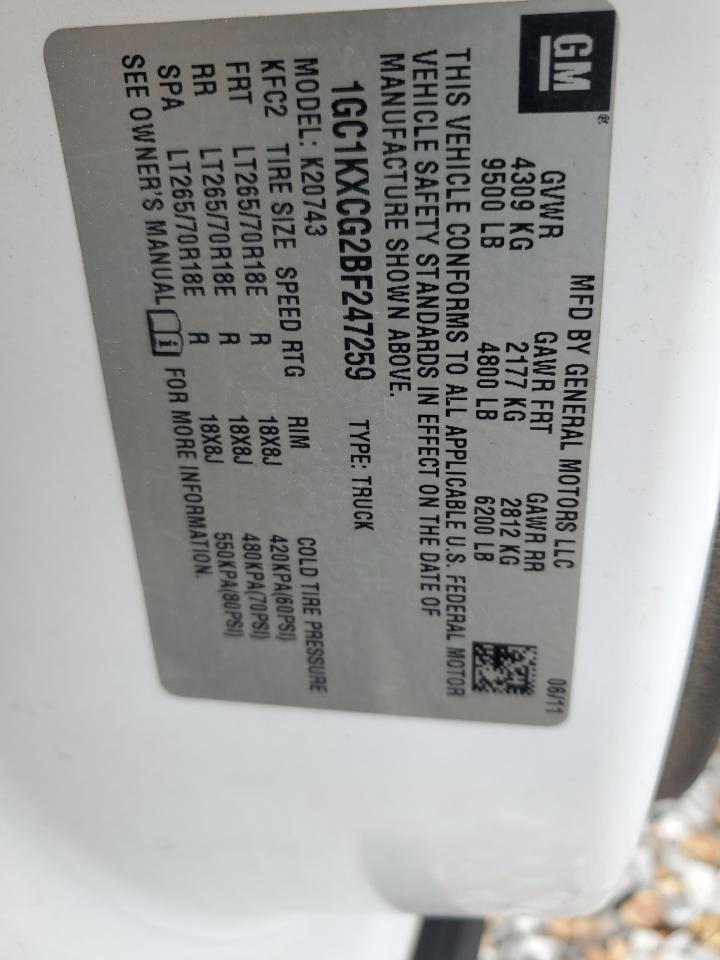 GM®
MFD BY GENERAL MOTORS LLC 06/11
GVWR GAWR FRT GAWR RR
4309 KG 2177 KG 2812 KG
9500 LB 4800 LB 6200 LB
THIS VEHICLE CONFORMS TO ALL APPLICABLE U.S. FEDERAL MOTOR
VEHICLE SAFETY STANDARDS IN EFFECT ON THE DATE OF
MANUFACTURE SHOWN ABOVE.
1GC1KXCG2BF247259 TYPE: TRUCK
MODEL: K20743
KFC2 TIRE SIZE SPEED RTG RIM COLD TIRE PRESSURE
FRT LT265/70R18E R 18X8J 420KPA(60PSI)
RR LT265/70R18E R 18X8J 480KPA(70PSI)
SPA LT265/70R18E R 18X8J 550KPA(80PSI)
SEE OWNER'S MANUAL FOR MORE INFORMATION.